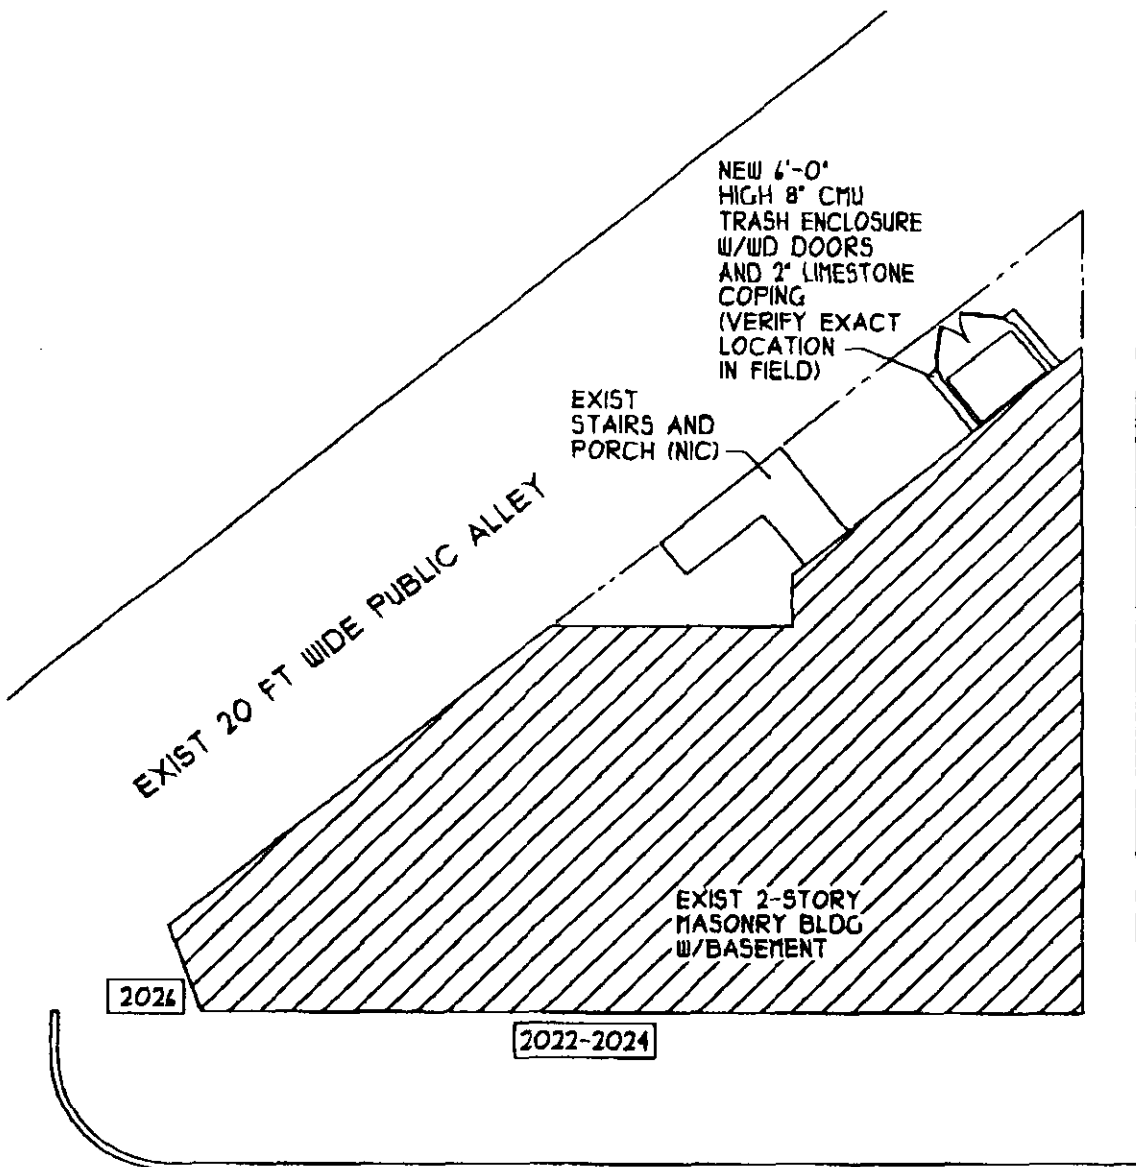 NEW 6'-0"
HIGH 8" CMU
TRASH ENCLOSURE
W/WD DOORS
AND 2" LIMESTONE
COPING
(VERIFY EXACT
LOCATION
IN FIELD)
EXIST
STAIRS AND
PORCH (NIC)
EXIST 20 FT WIDE PUBLIC ALLEY
EXIST 2-STORY
MASONRY BLDG
W/BASEMENT
2026
2022-2024